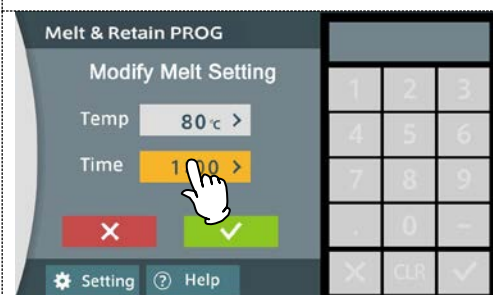 Melt & Retain PROG
Modify Melt Setting
Temp 80 °C >
Time >
Setting ? Help
1 2 3
4 5 6
7 8 9
. 0 –
CLR